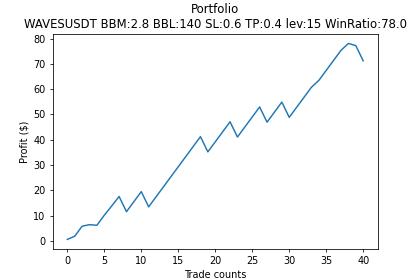 Portfolio
WAVESUSDT BBM:2.8 BBL:140 SL:0.6 TP:0.4 lev:15 WinRatio:78.0
80
70
60
50
40
30
20
10
0
Profit ($)
0 5 10 15 20 25 30 35 40
Trade counts